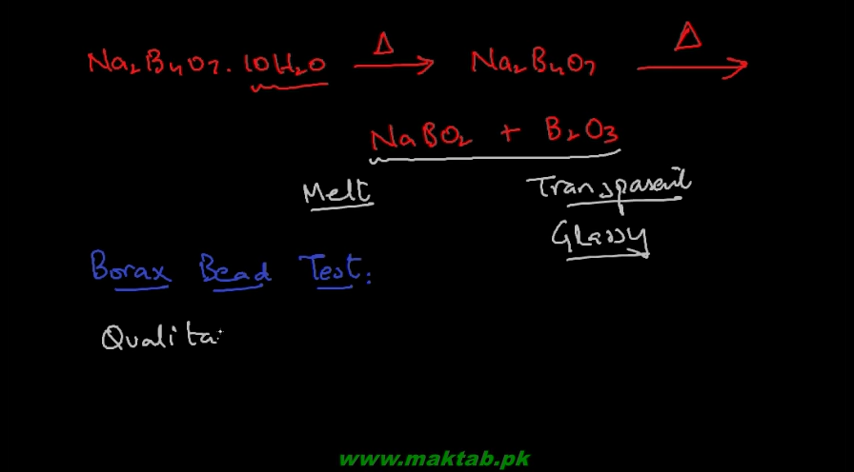 Na₂B₄O₇.10H₂O Δ→ Na₂B₄O₇ Δ→
NaBO₂ + B₂O₃
Melt Transparent
Glassy
Borax Bead Test:
Qualita
www.maktab.pk